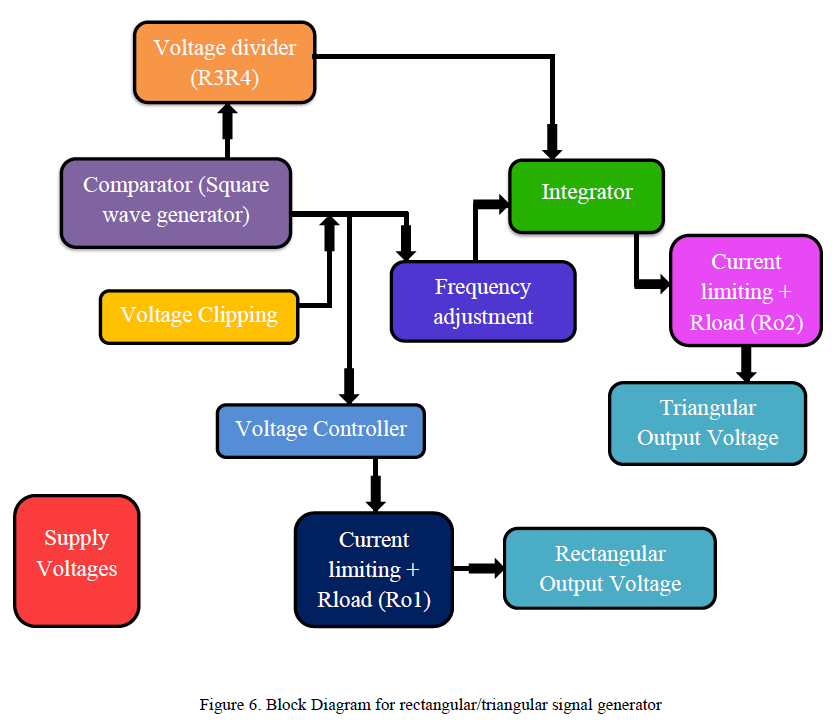 Voltage divider
(R3R4)
Comparator (Square
wave generator)
Integrator
Voltage Clipping
Frequency
adjustment
Current
limiting +
Rload (Ro2)
Voltage Controller
Triangular
Output Voltage
Supply
Voltages
Current
limiting +
Rload (Ro1)
Rectangular
Output Voltage
Figure 6. Block Diagram for rectangular/triangular signal generator